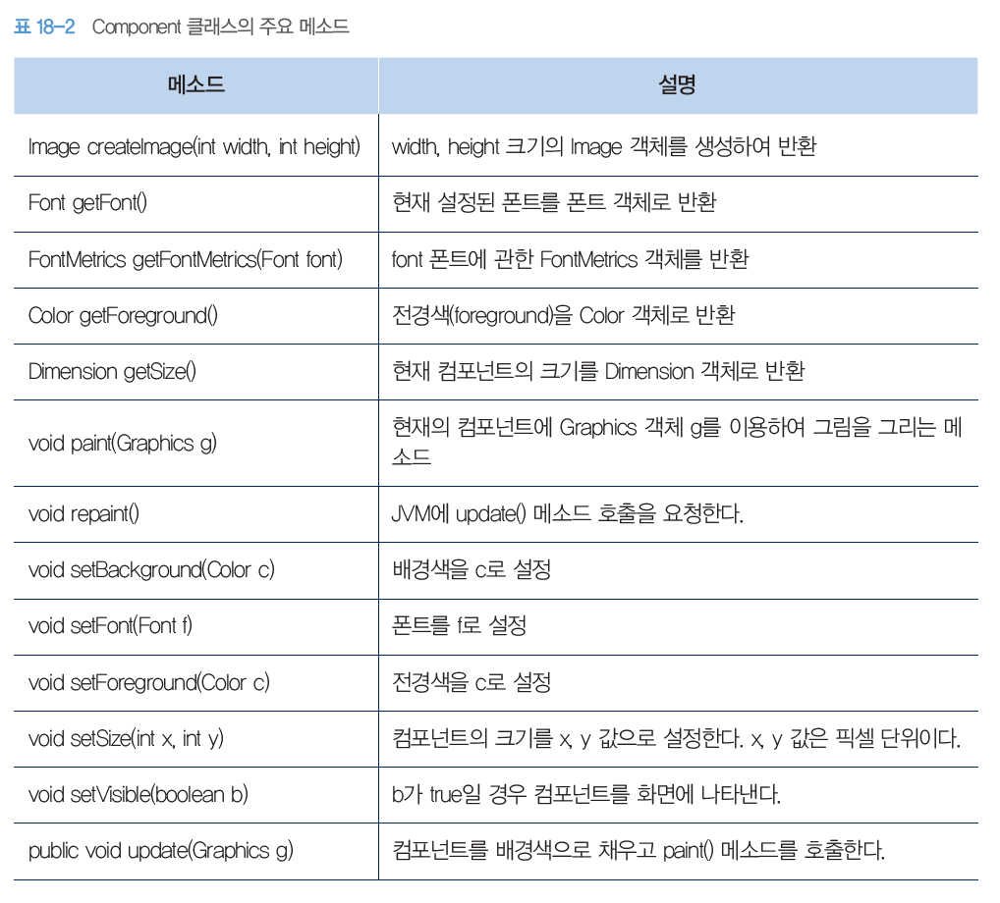 표 18-2 Component 클래스의 주요 메소드
메소드 설명
Image createImage(int width, int height) width, height 크기의 Image 객체를 생성하여 반환
Font getFont() 현재 설정된 폰트를 폰트 객체로 반환
FontMetrics getFontMetrics(Font font) font 폰트에 관한 FontMetrics 객체를 반환
Color getForeground() 전경색(foreground)을 Color 객체로 반환
Dimension getSize() 현재 컴포넌트의 크기를 Dimension 객체로 반환
void paint(Graphics g) 현재의 컴포넌트에 Graphics 객체 g를 이용하여 그림을 그리는 메
소드
void repaint() JVM에 update() 메소드 호출을 요청한다.
void setBackground(Color c) 배경색을 c로 설정
void setFont(Font f) 폰트를 f로 설정
void setForeground(Color c) 전경색을 c로 설정
void setSize(int x, int y) 컴포넌트의 크기를 x, y 값으로 설정한다. x, y 값은 픽셀 단위이다.
void setVisible(boolean b) b가 true일 경우 컴포넌트를 화면에 나타낸다.
public void update(Graphics g) 컴포넌트를 배경색으로 채우고 paint() 메소드를 호출한다.